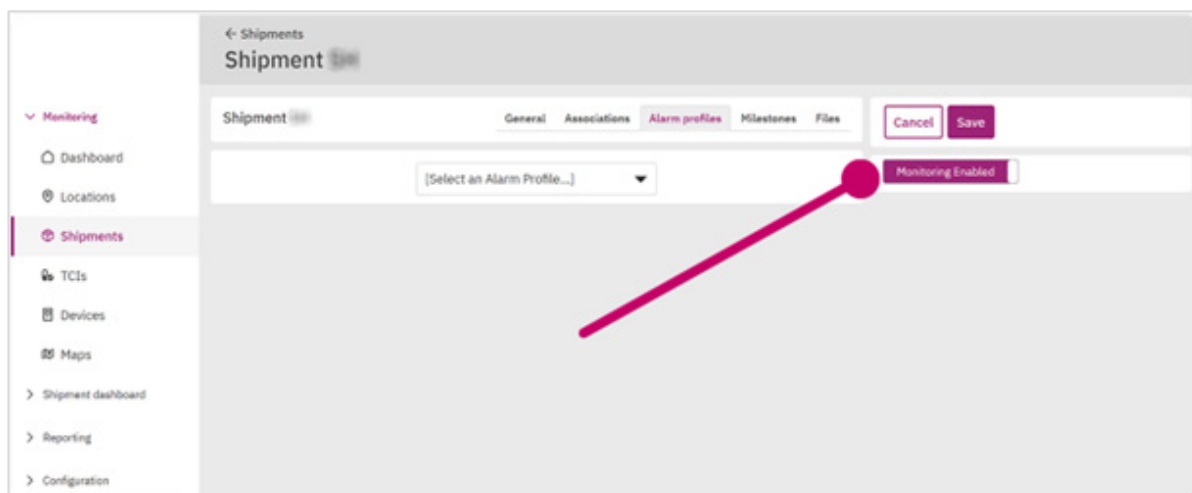 ← Shipments
Shipment
Monitoring
Dashboard
Locations
Shipments
TCIs
Devices
Maps
Shipment dashboard
Reporting
Configuration
Shipment
General Associations Alarm profiles Milestones Files
[Select an Alarm Profile...]
Cancel Save
Monitoring Enabled